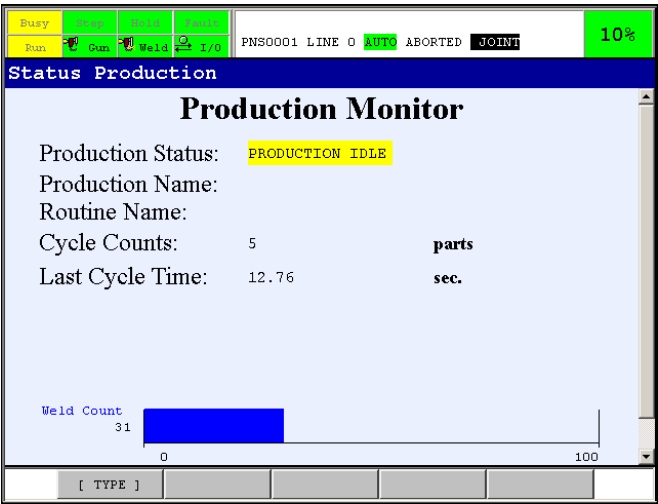 Busy Step Hold Fault
Run Gun Weld I/O
PNS0001 LINE 0 AUTO ABORTED JOINT
10%
Status Production
Production Monitor
Production Status: PRODUCTION IDLE
Production Name:
Routine Name:
Cycle Counts: 5 parts
Last Cycle Time: 12.76 sec.
Weld Count
31
0 100
[ TYPE ]